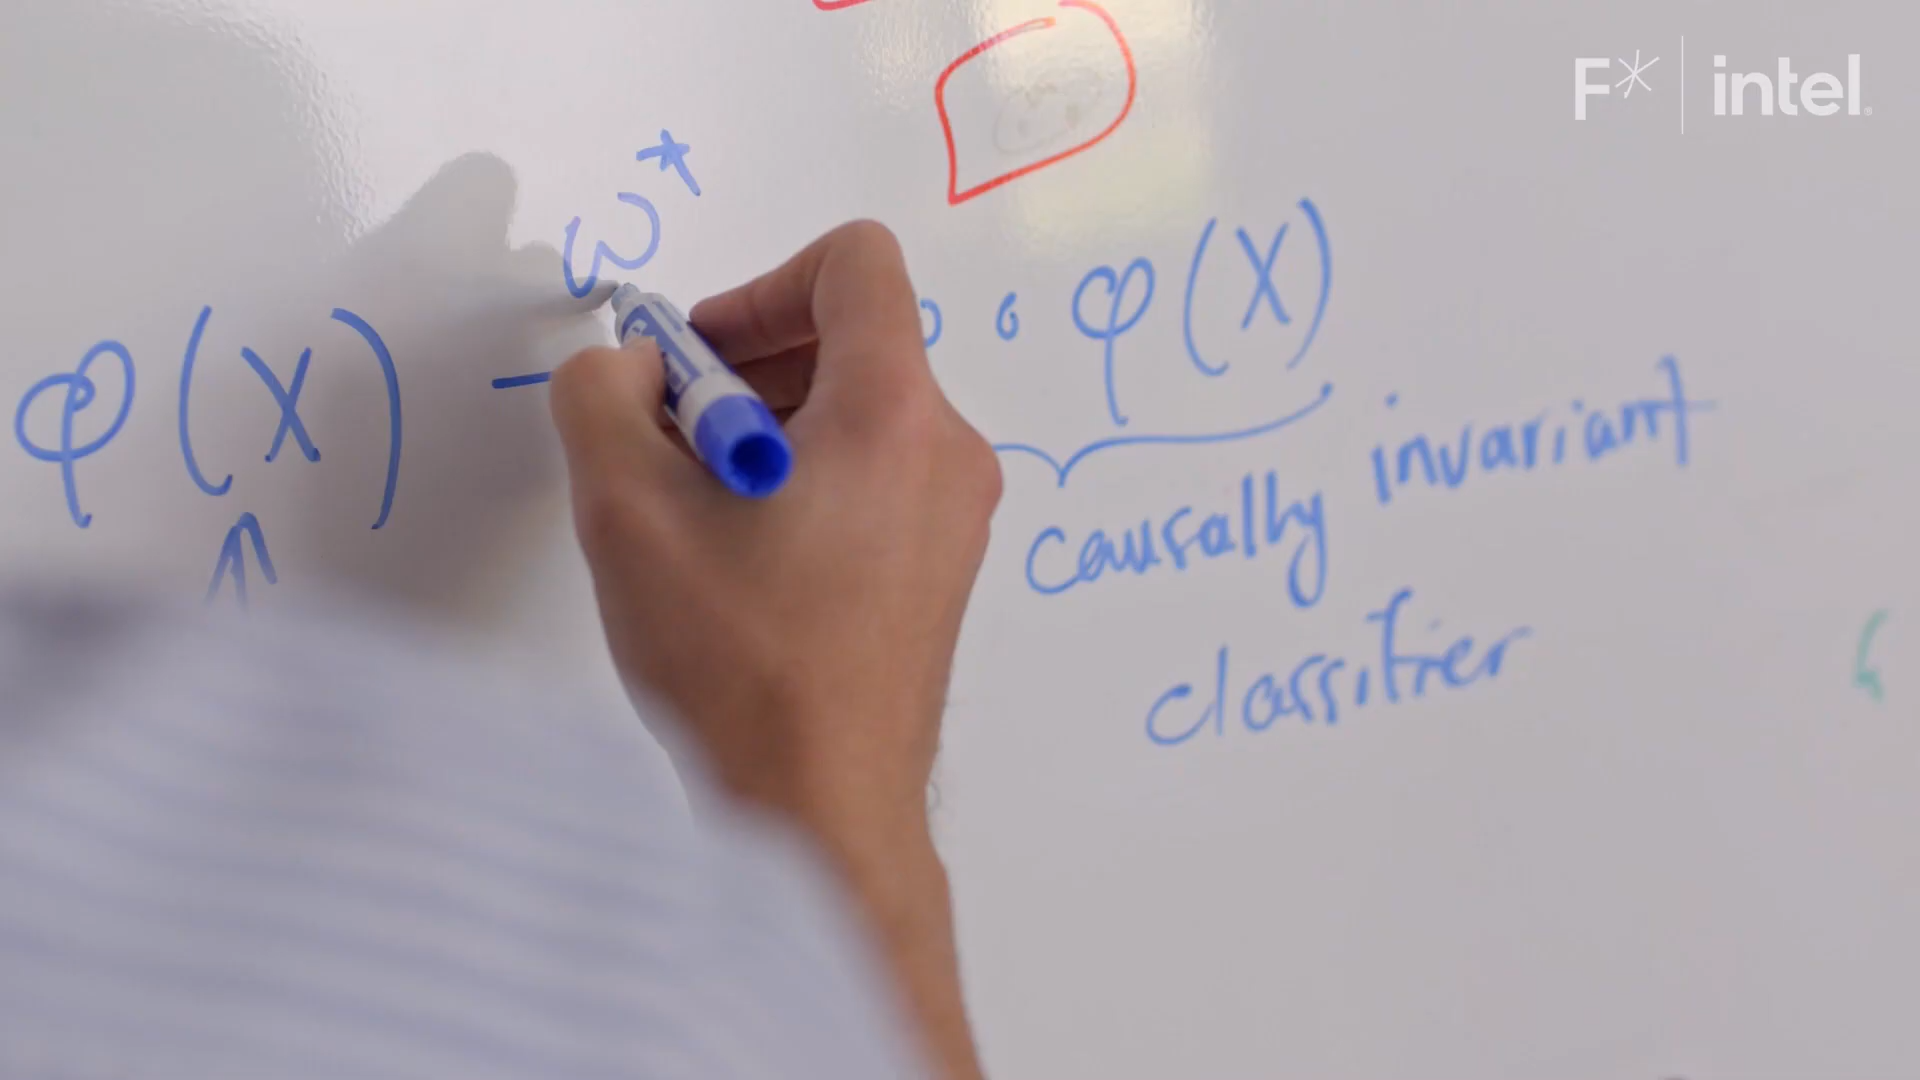 F* | intel.
ω*
φ(X) —
∘ φ(X)
causally invariant
classifier